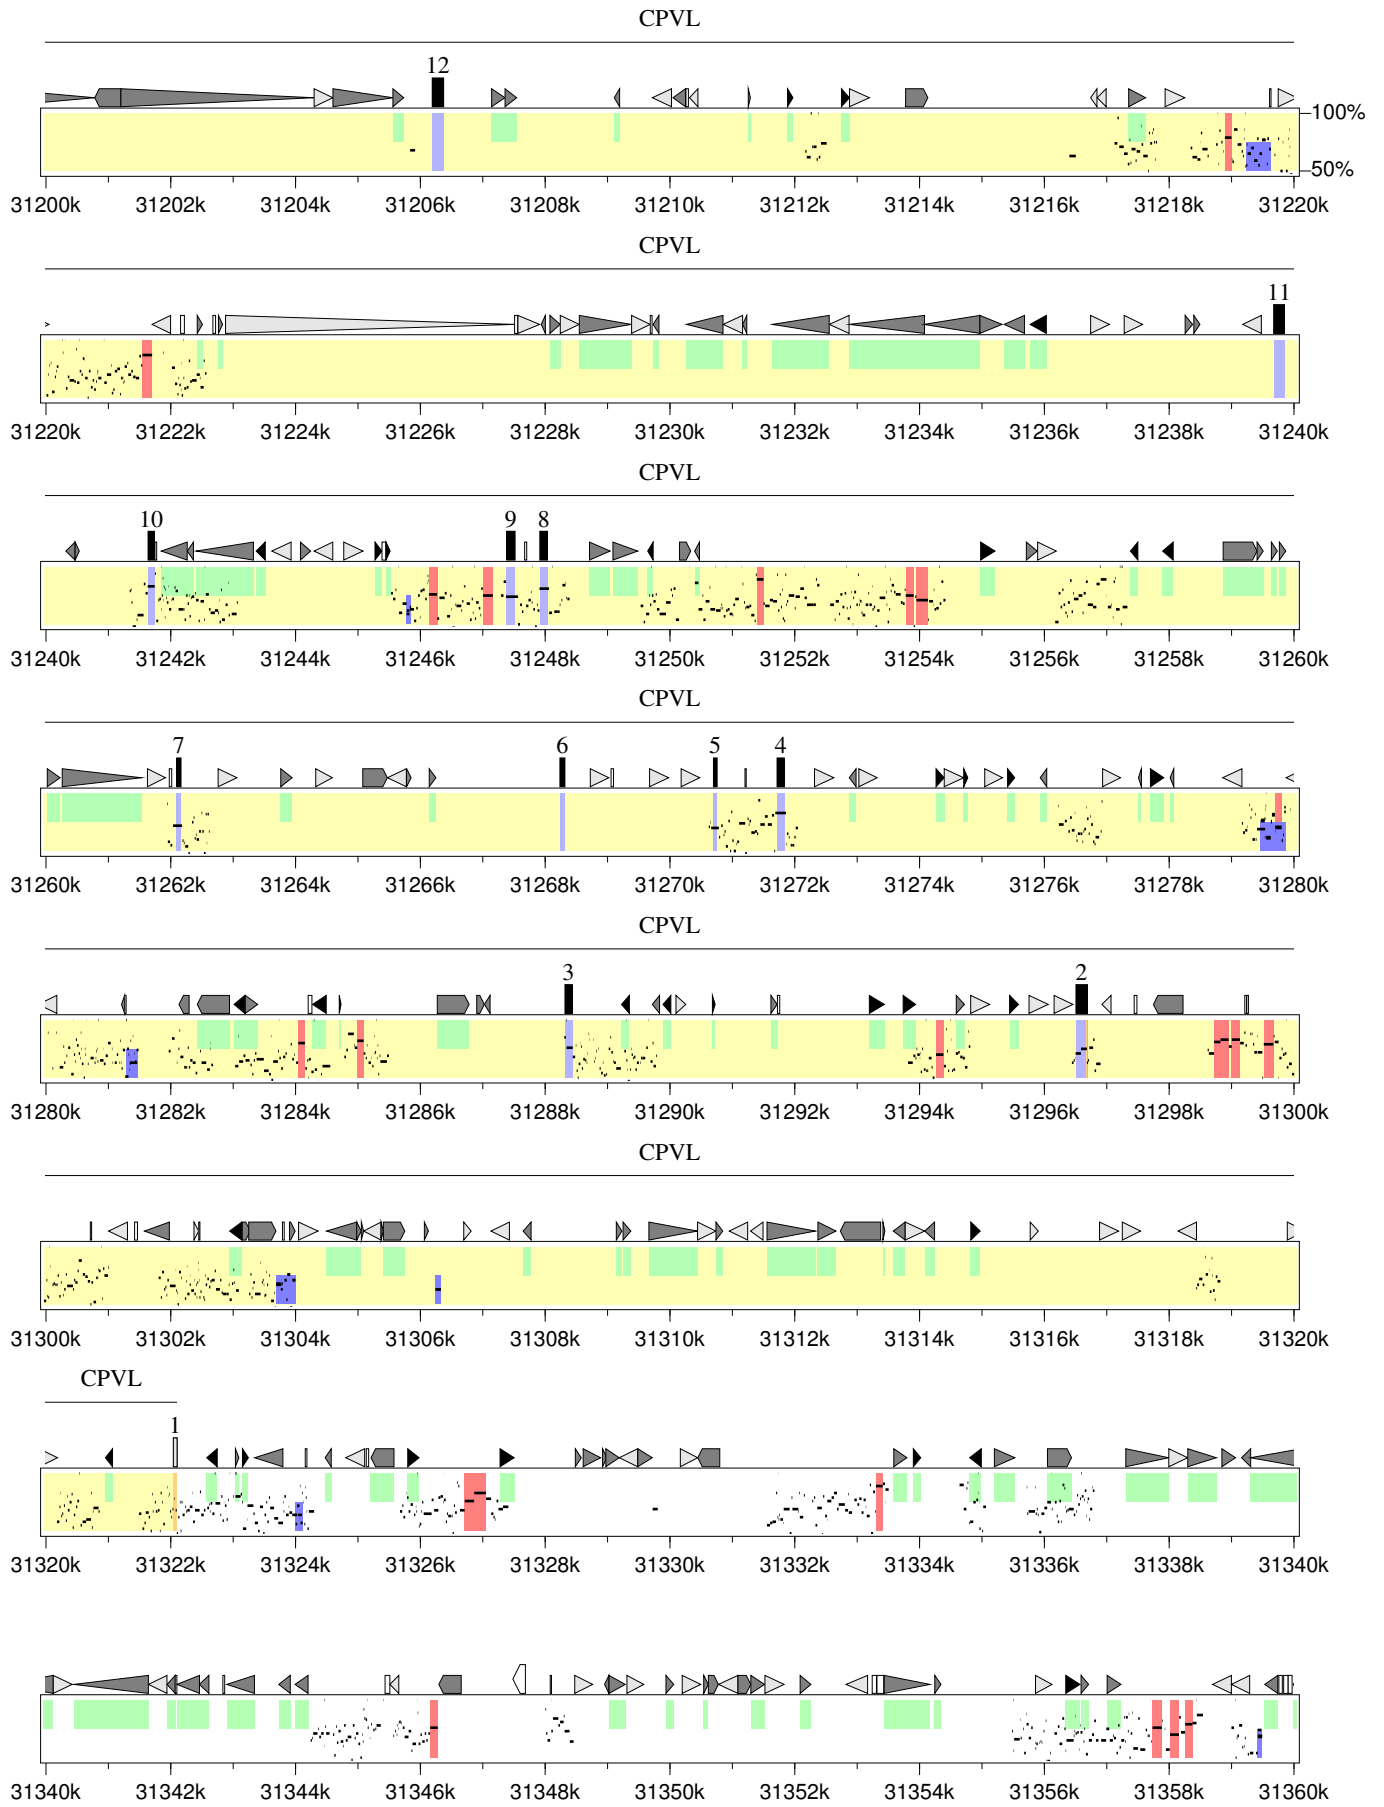 CPVL
12
100%
50%
31200k 31202k 31204k 31206k 31208k 31210k 31212k 31214k 31216k 31218k 31220k
CPVL
11
31220k 31222k 31224k 31226k 31228k 31230k 31232k 31234k 31236k 31238k 31240k
CPVL
10 9 8
31240k 31242k 31244k 31246k 31248k 31250k 31252k 31254k 31256k 31258k 31260k
CPVL
7 6 5 4
31260k 31262k 31264k 31266k 31268k 31270k 31272k 31274k 31276k 31278k 31280k
CPVL
3 2
31280k 31282k 31284k 31286k 31288k 31290k 31292k 31294k 31296k 31298k 31300k
CPVL
31300k 31302k 31304k 31306k 31308k 31310k 31312k 31314k 31316k 31318k 31320k
CPVL
1
31320k 31322k 31324k 31326k 31328k 31330k 31332k 31334k 31336k 31338k 31340k
31340k 31342k 31344k 31346k 31348k 31350k 31352k 31354k 31356k 31358k 31360k